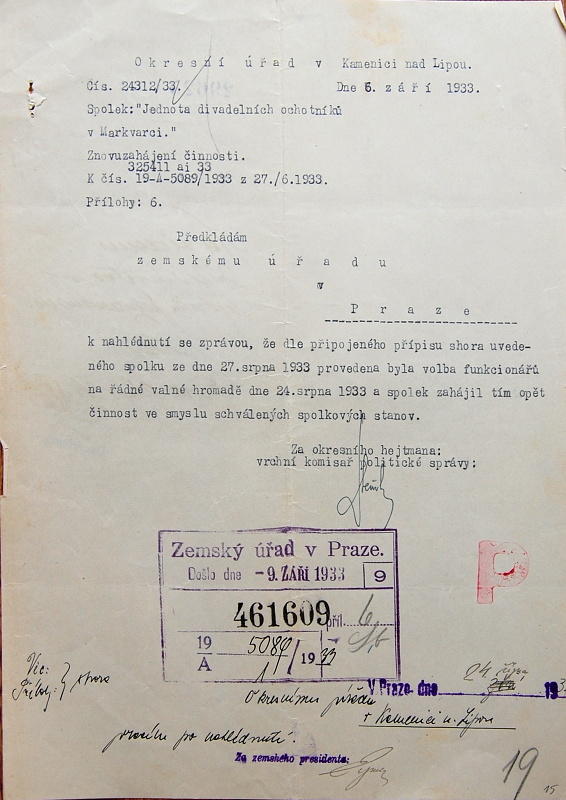 Okresní úřad v Kamenici nad Lipou.
Čís. 24312/33. Dne 6. září 1933.
Spolek:"Jednota divadelních ochotníků
v Markvarci."
Znovuzahájení činnosti.
325411 ai 33
K čís. 19-A-5089/1933 z 27./6.1933.
Přílohy: 6.
Předkládám
zemskému úřadu
v
Praze
k nahlédnutí se zprávou, že dle připojeného přípisu shora uvede-
ného spolku ze dne 27.srpna 1933 provedena byla volba funkcionářů
na řádné valné hromadě dne 24.srpna 1933 a spolek zahájil tím opět
činnost ve smyslu schválených spolkových stanov.
Za okresního hejtmana:
vrchní komisař politické správy:
Zemský úřad v Praze.
Došlo dne -9. ZÁŘÍ 1933 9
461609 příl. 6
19 5089/1933
A
P
V Praze, dne 24. října 193
Okresnímu úřadu
v Kamenici n. Lipou
po nahlédnutí.
Za zemského presidenta:
19
15